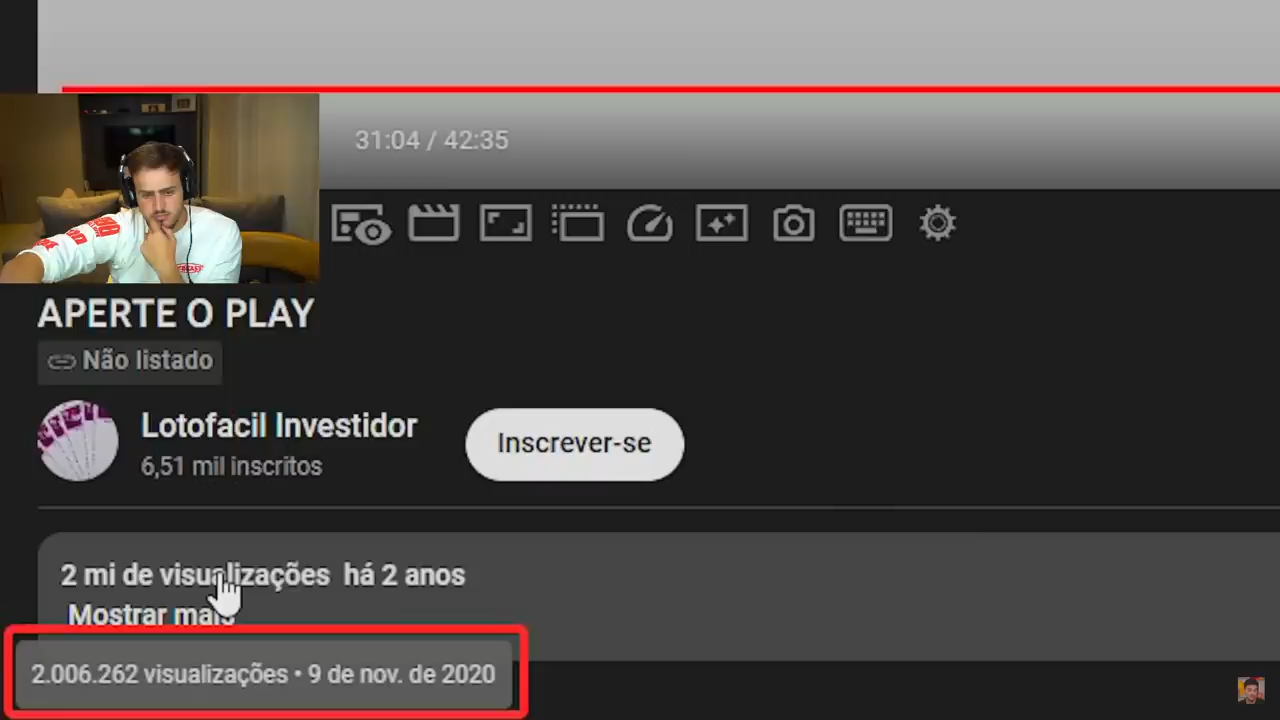 31:04 / 42:35
APERTE O PLAY
Não listado
Lotofacil Investidor
6,51 mil inscritos
Inscrever-se
2 mi de visualizações há 2 anos
Mostrar mais
2.006.262 visualizações • 9 de nov. de 2020